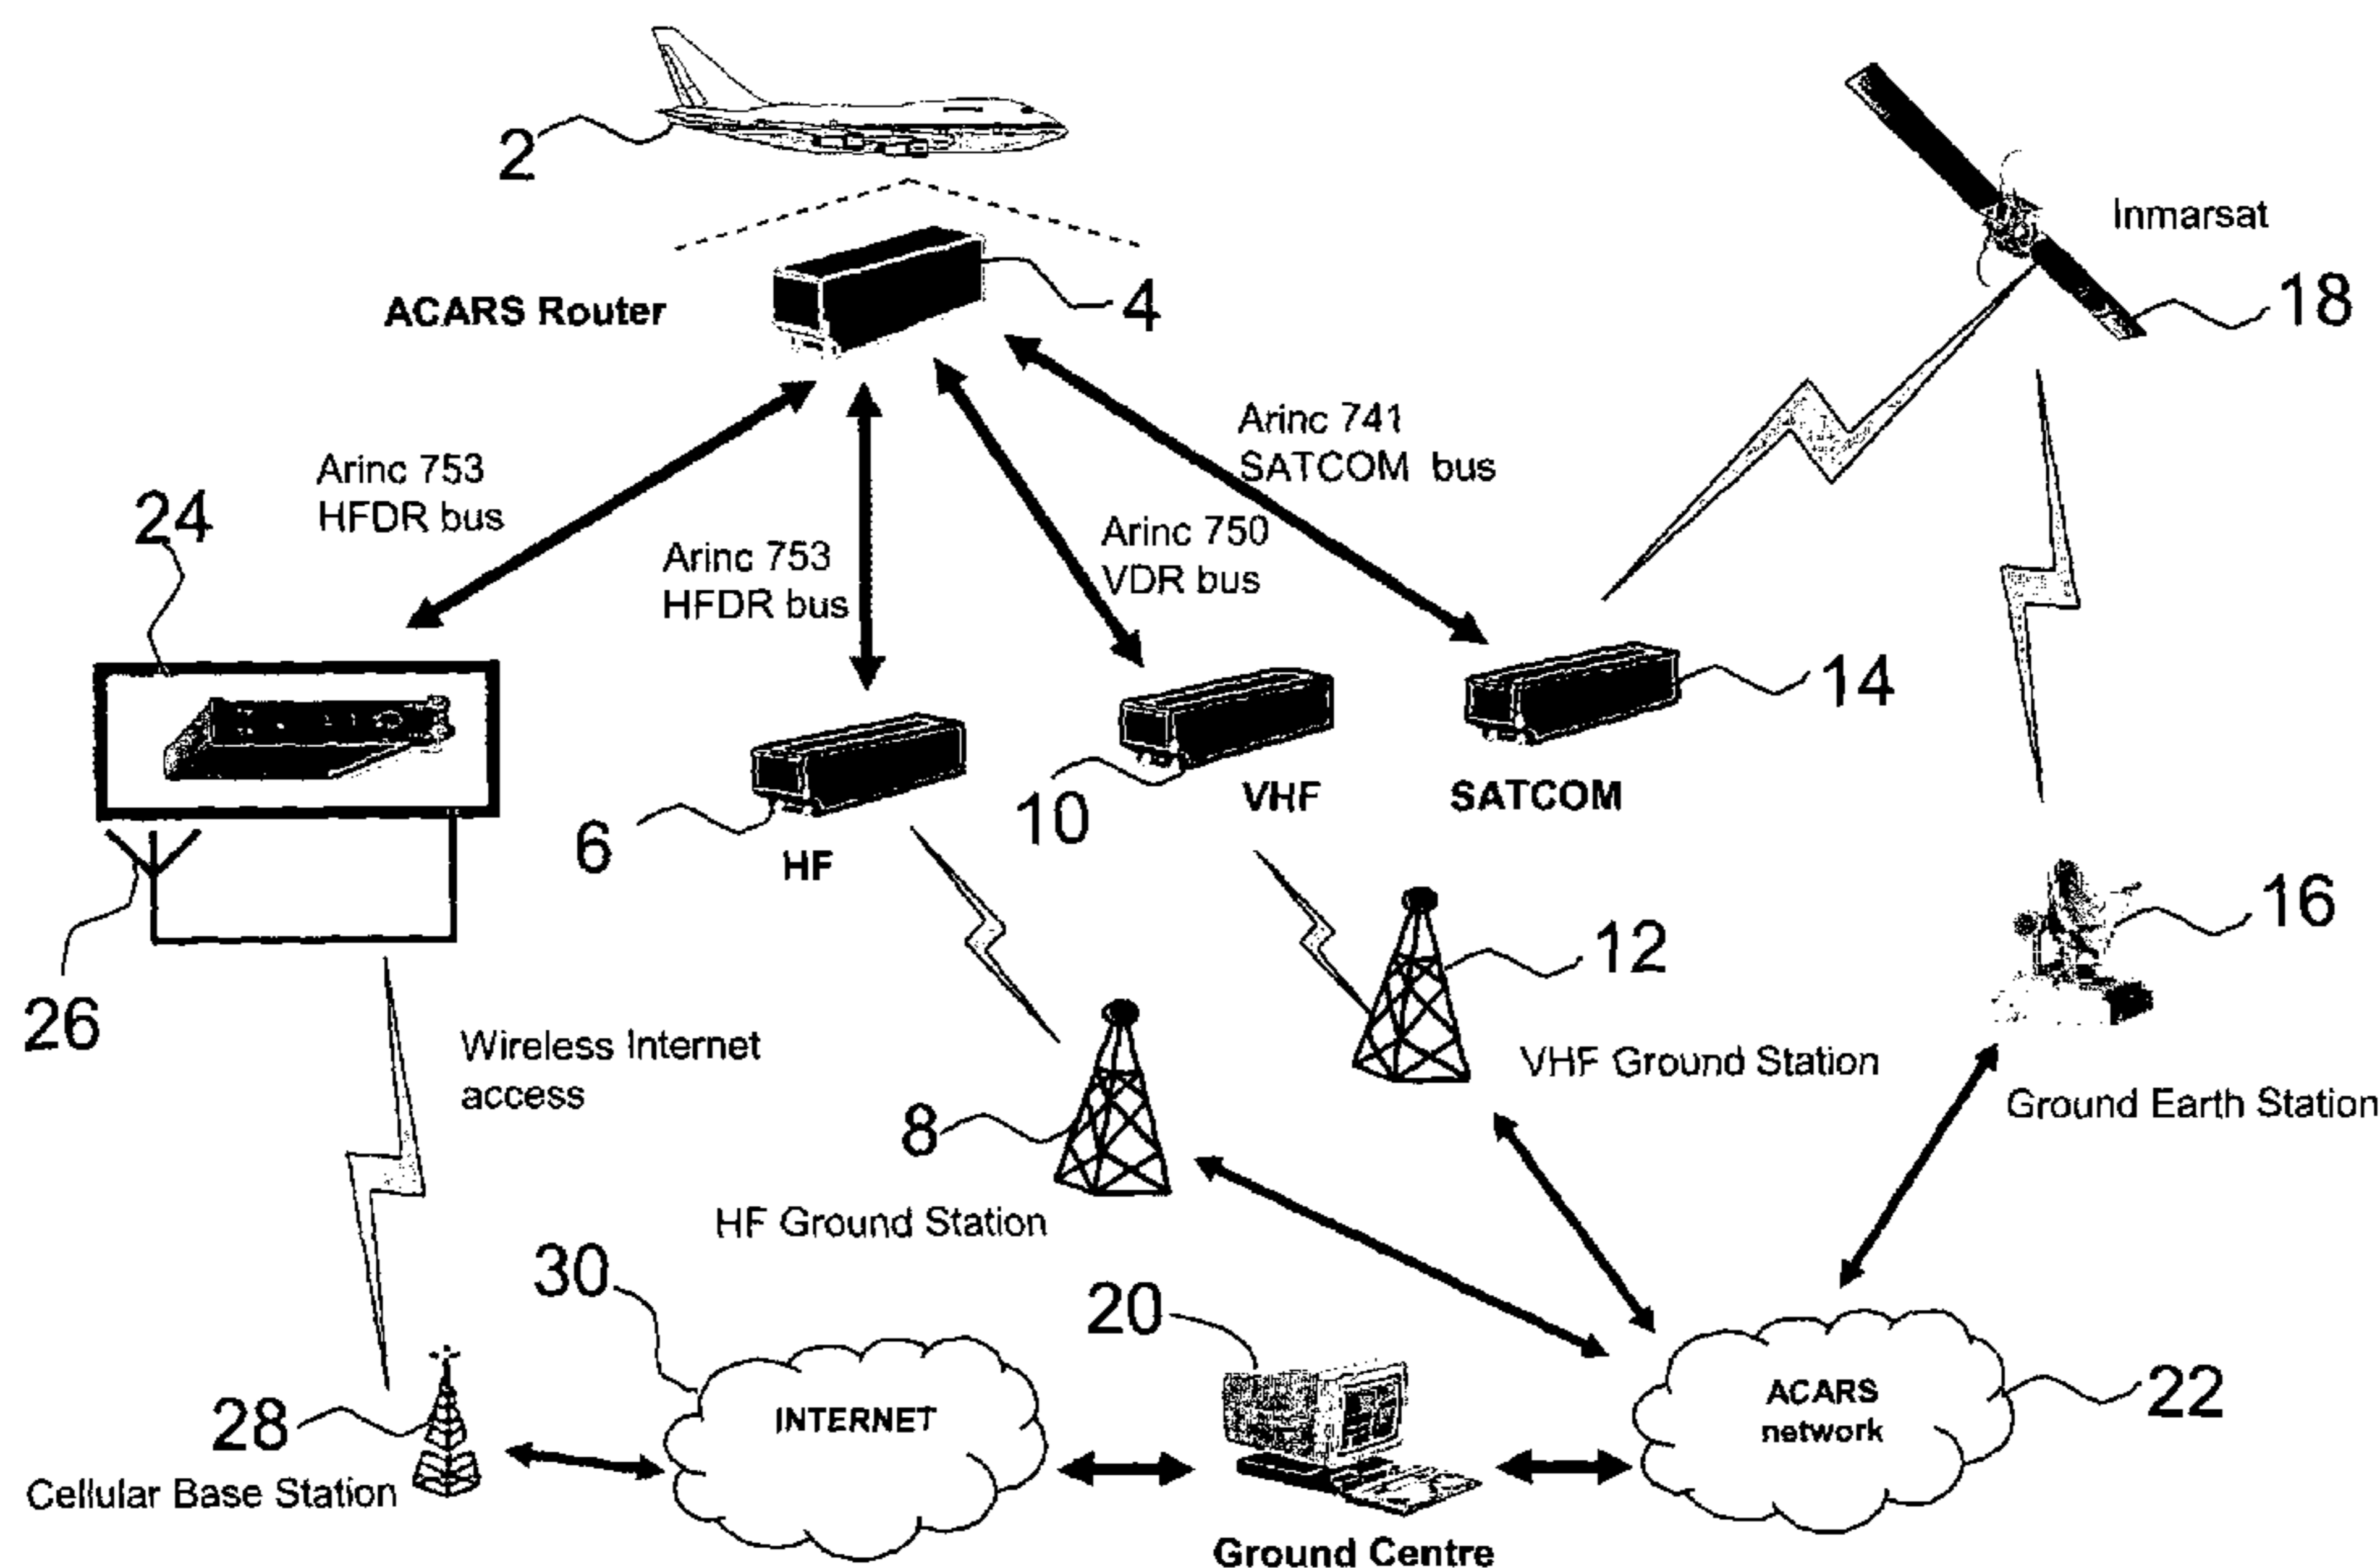 2
Inmarsat
18
ACARS Router
4
Arinc 741
SATCOM bus
Arinc 753
HFDR bus
24
Arinc 750
VDR bus
Arinc 753
HFDR bus
14
6
HF
10
VHF
SATCOM
16
12
26
Wireless Internet
access
VHF Ground Station
Ground Earth Station
8
HF Ground Station
30
20
ACARS
network
22
INTERNET
28
Cellular Base Station
Ground Centre